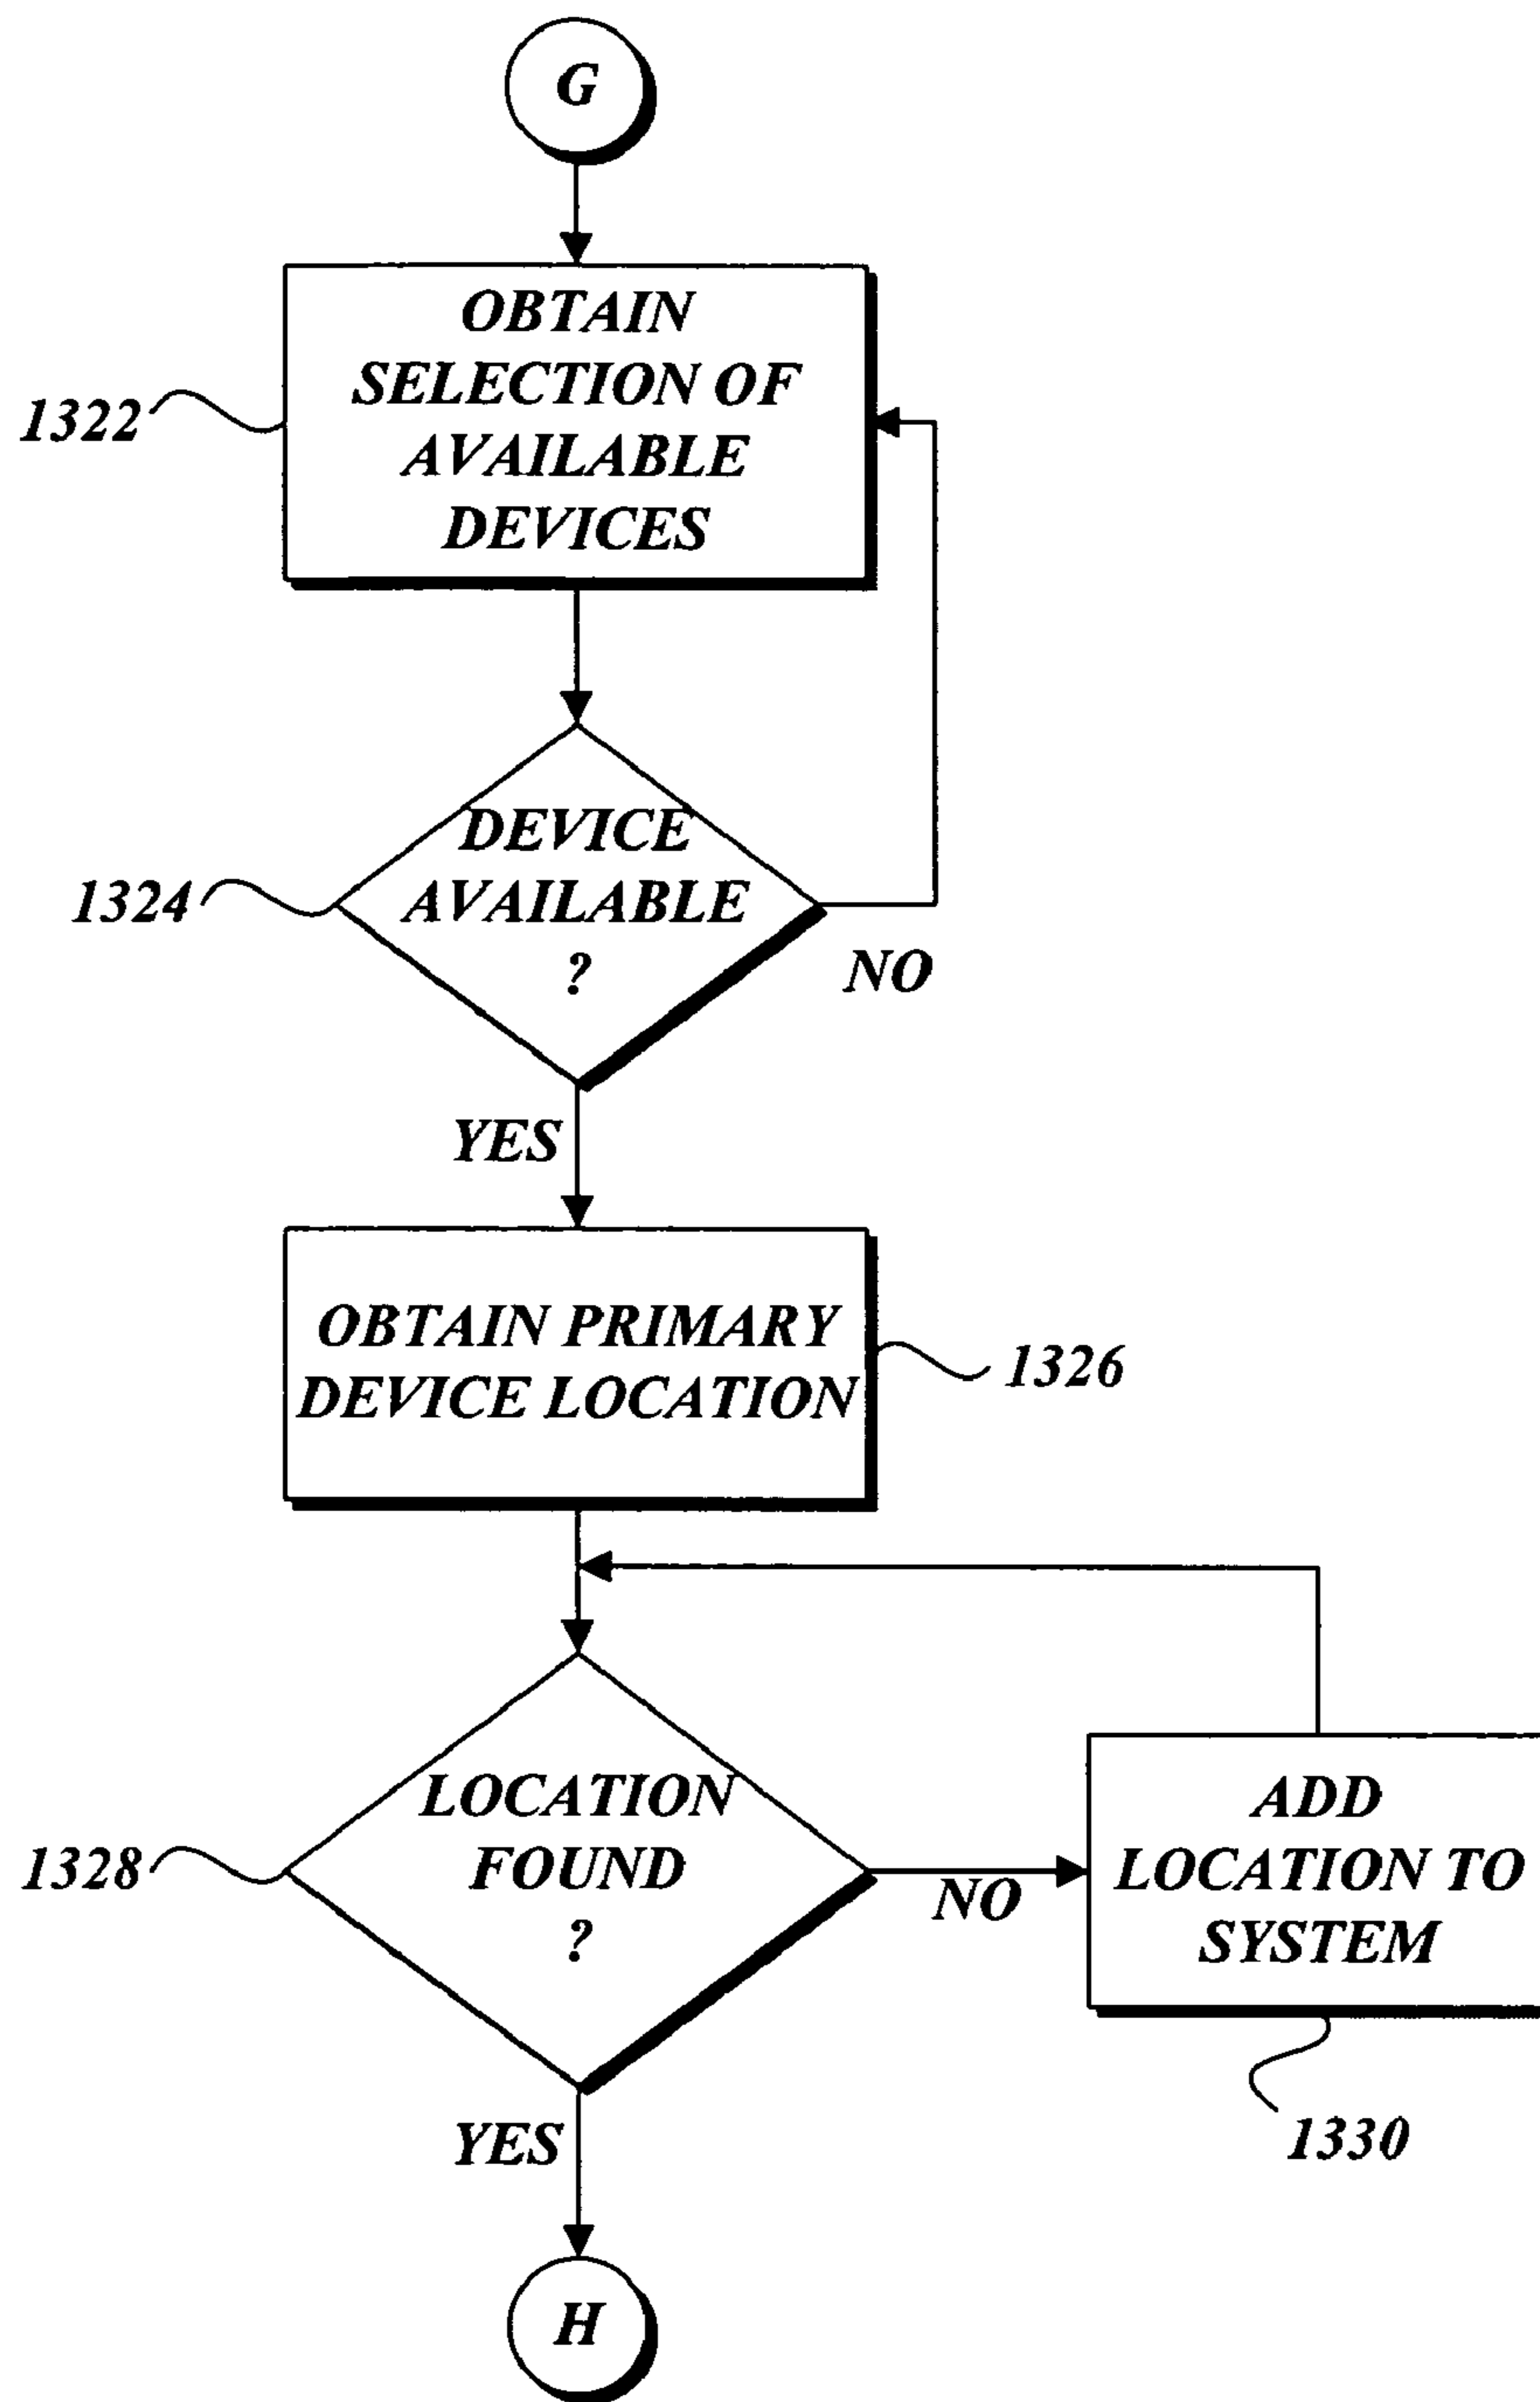 G
OBTAIN
SELECTION OF
AVAILABLE
DEVICES
1322
DEVICE
AVAILABLE
?
1324
NO
YES
OBTAIN PRIMARY
DEVICE LOCATION
1326
LOCATION
FOUND
?
1328
NO
ADD
LOCATION TO
SYSTEM
1330
YES
H